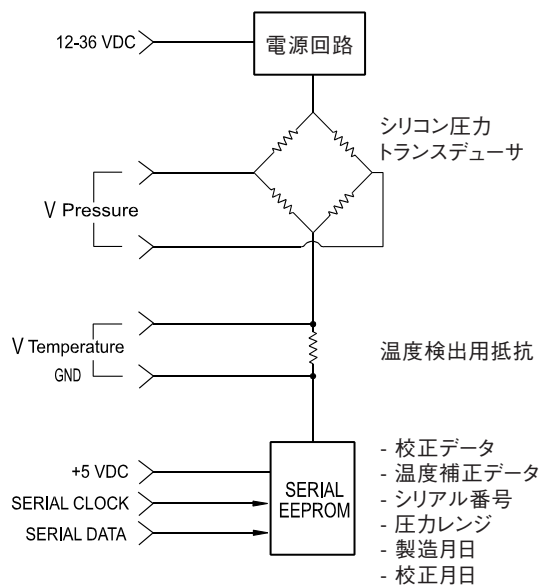 12-36 VDC
電源回路
シリコン圧力
トランスデューサ
V Pressure
V Temperature
GND
温度検出用抵抗
+5 VDC
SERIAL CLOCK
SERIAL DATA
SERIAL
EEPROM
- 校正データ
- 温度補正データ
- シリアル番号
- 圧力レンジ
- 製造月日
- 校正月日